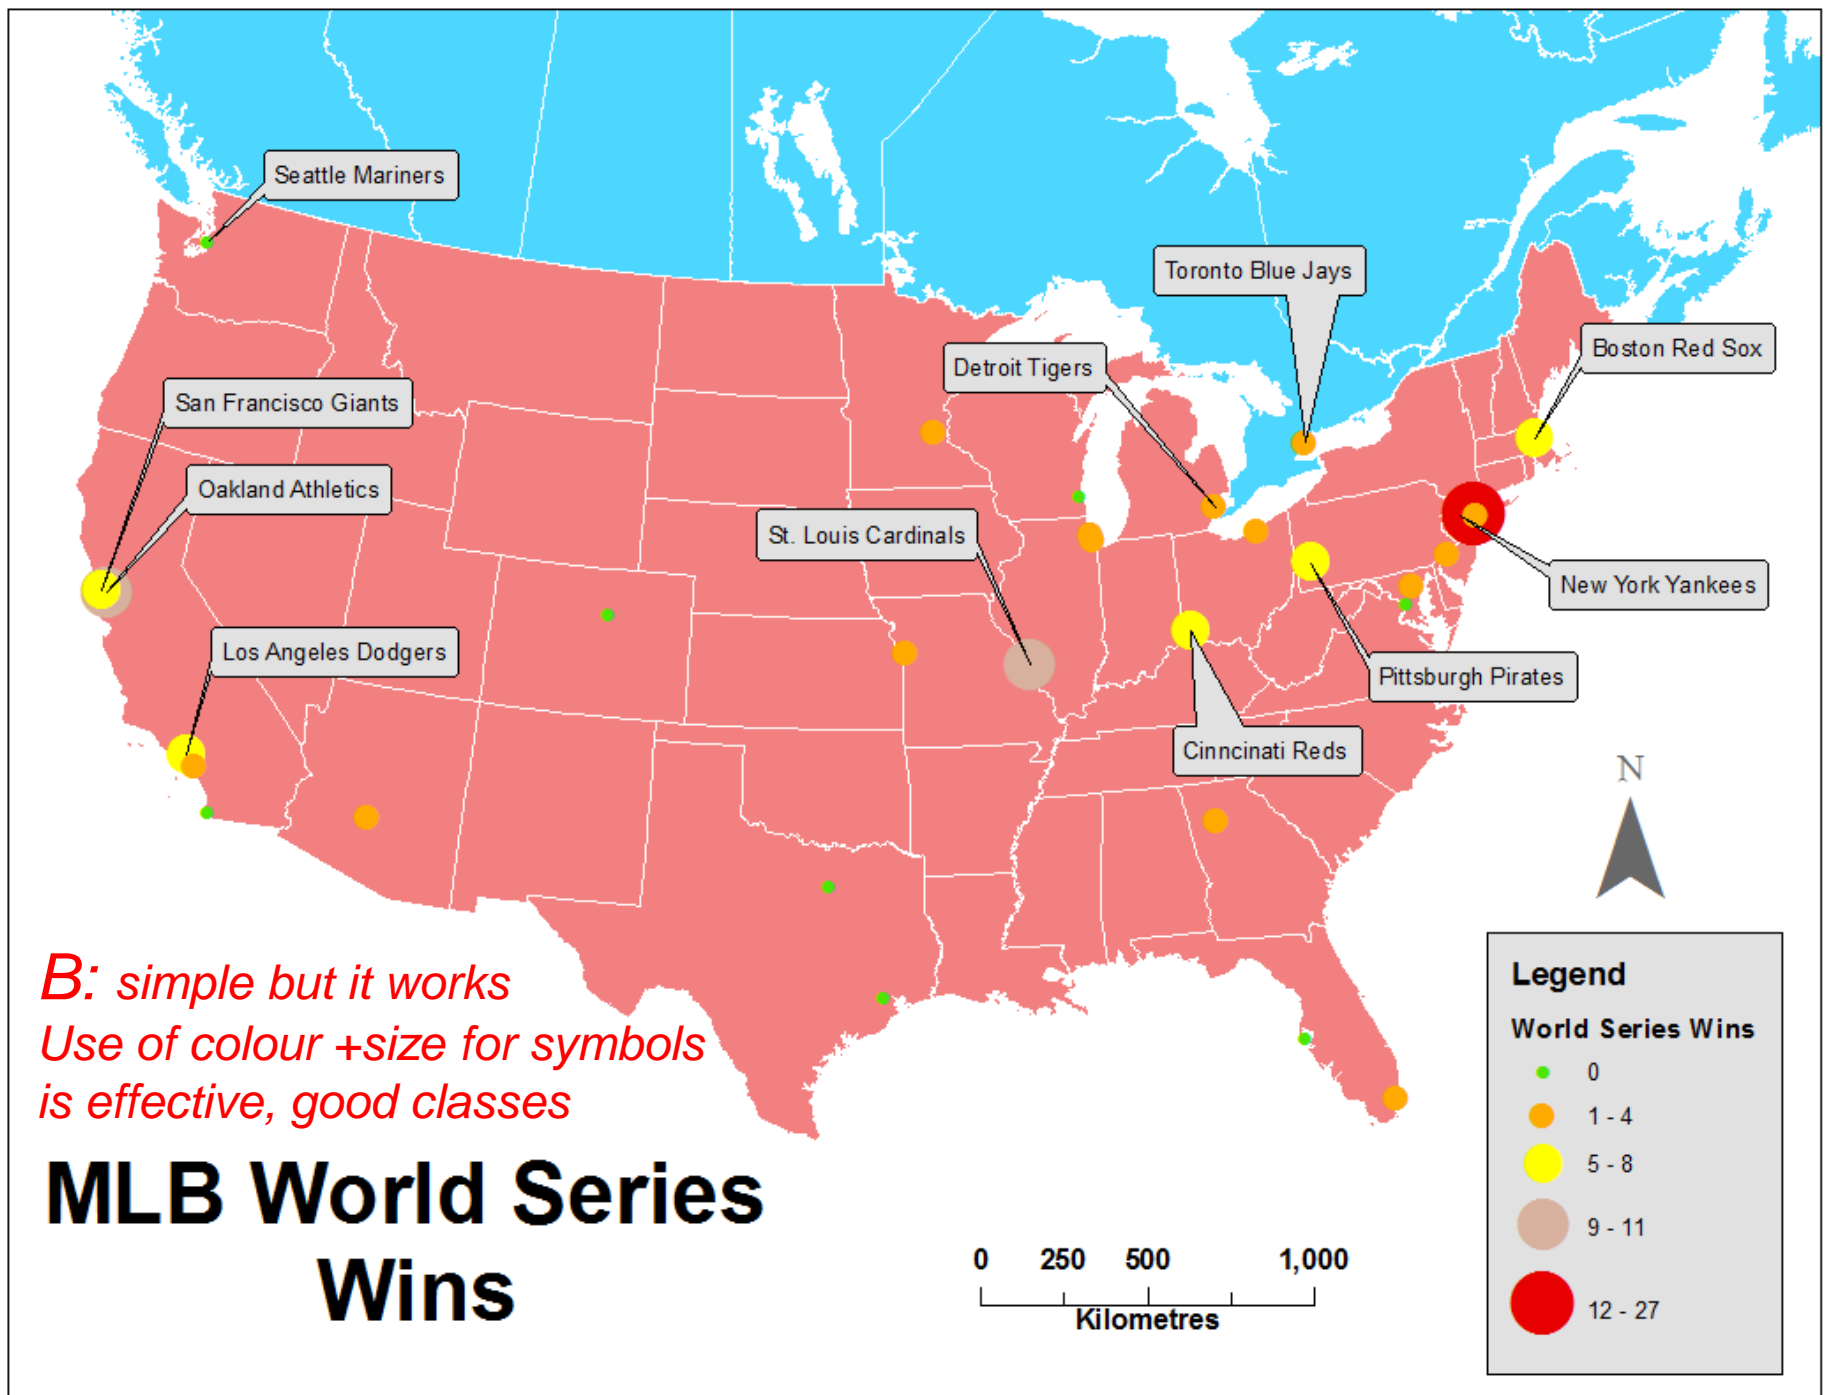 Seattle Mariners
Toronto Blue Jays
Boston Red Sox
Detroit Tigers
San Francisco Giants
Oakland Athletics
St. Louis Cardinals
New York Yankees
Los Angeles Dodgers
Pittsburgh Pirates
Cinncinati Reds
N
B: simple but it works
Use of colour +size for symbols
is effective, good classes
MLB World Series
Wins
0 250 500 1,000
Kilometres
Legend
World Series Wins
0
1 - 4
5 - 8
9 - 11
12 - 27